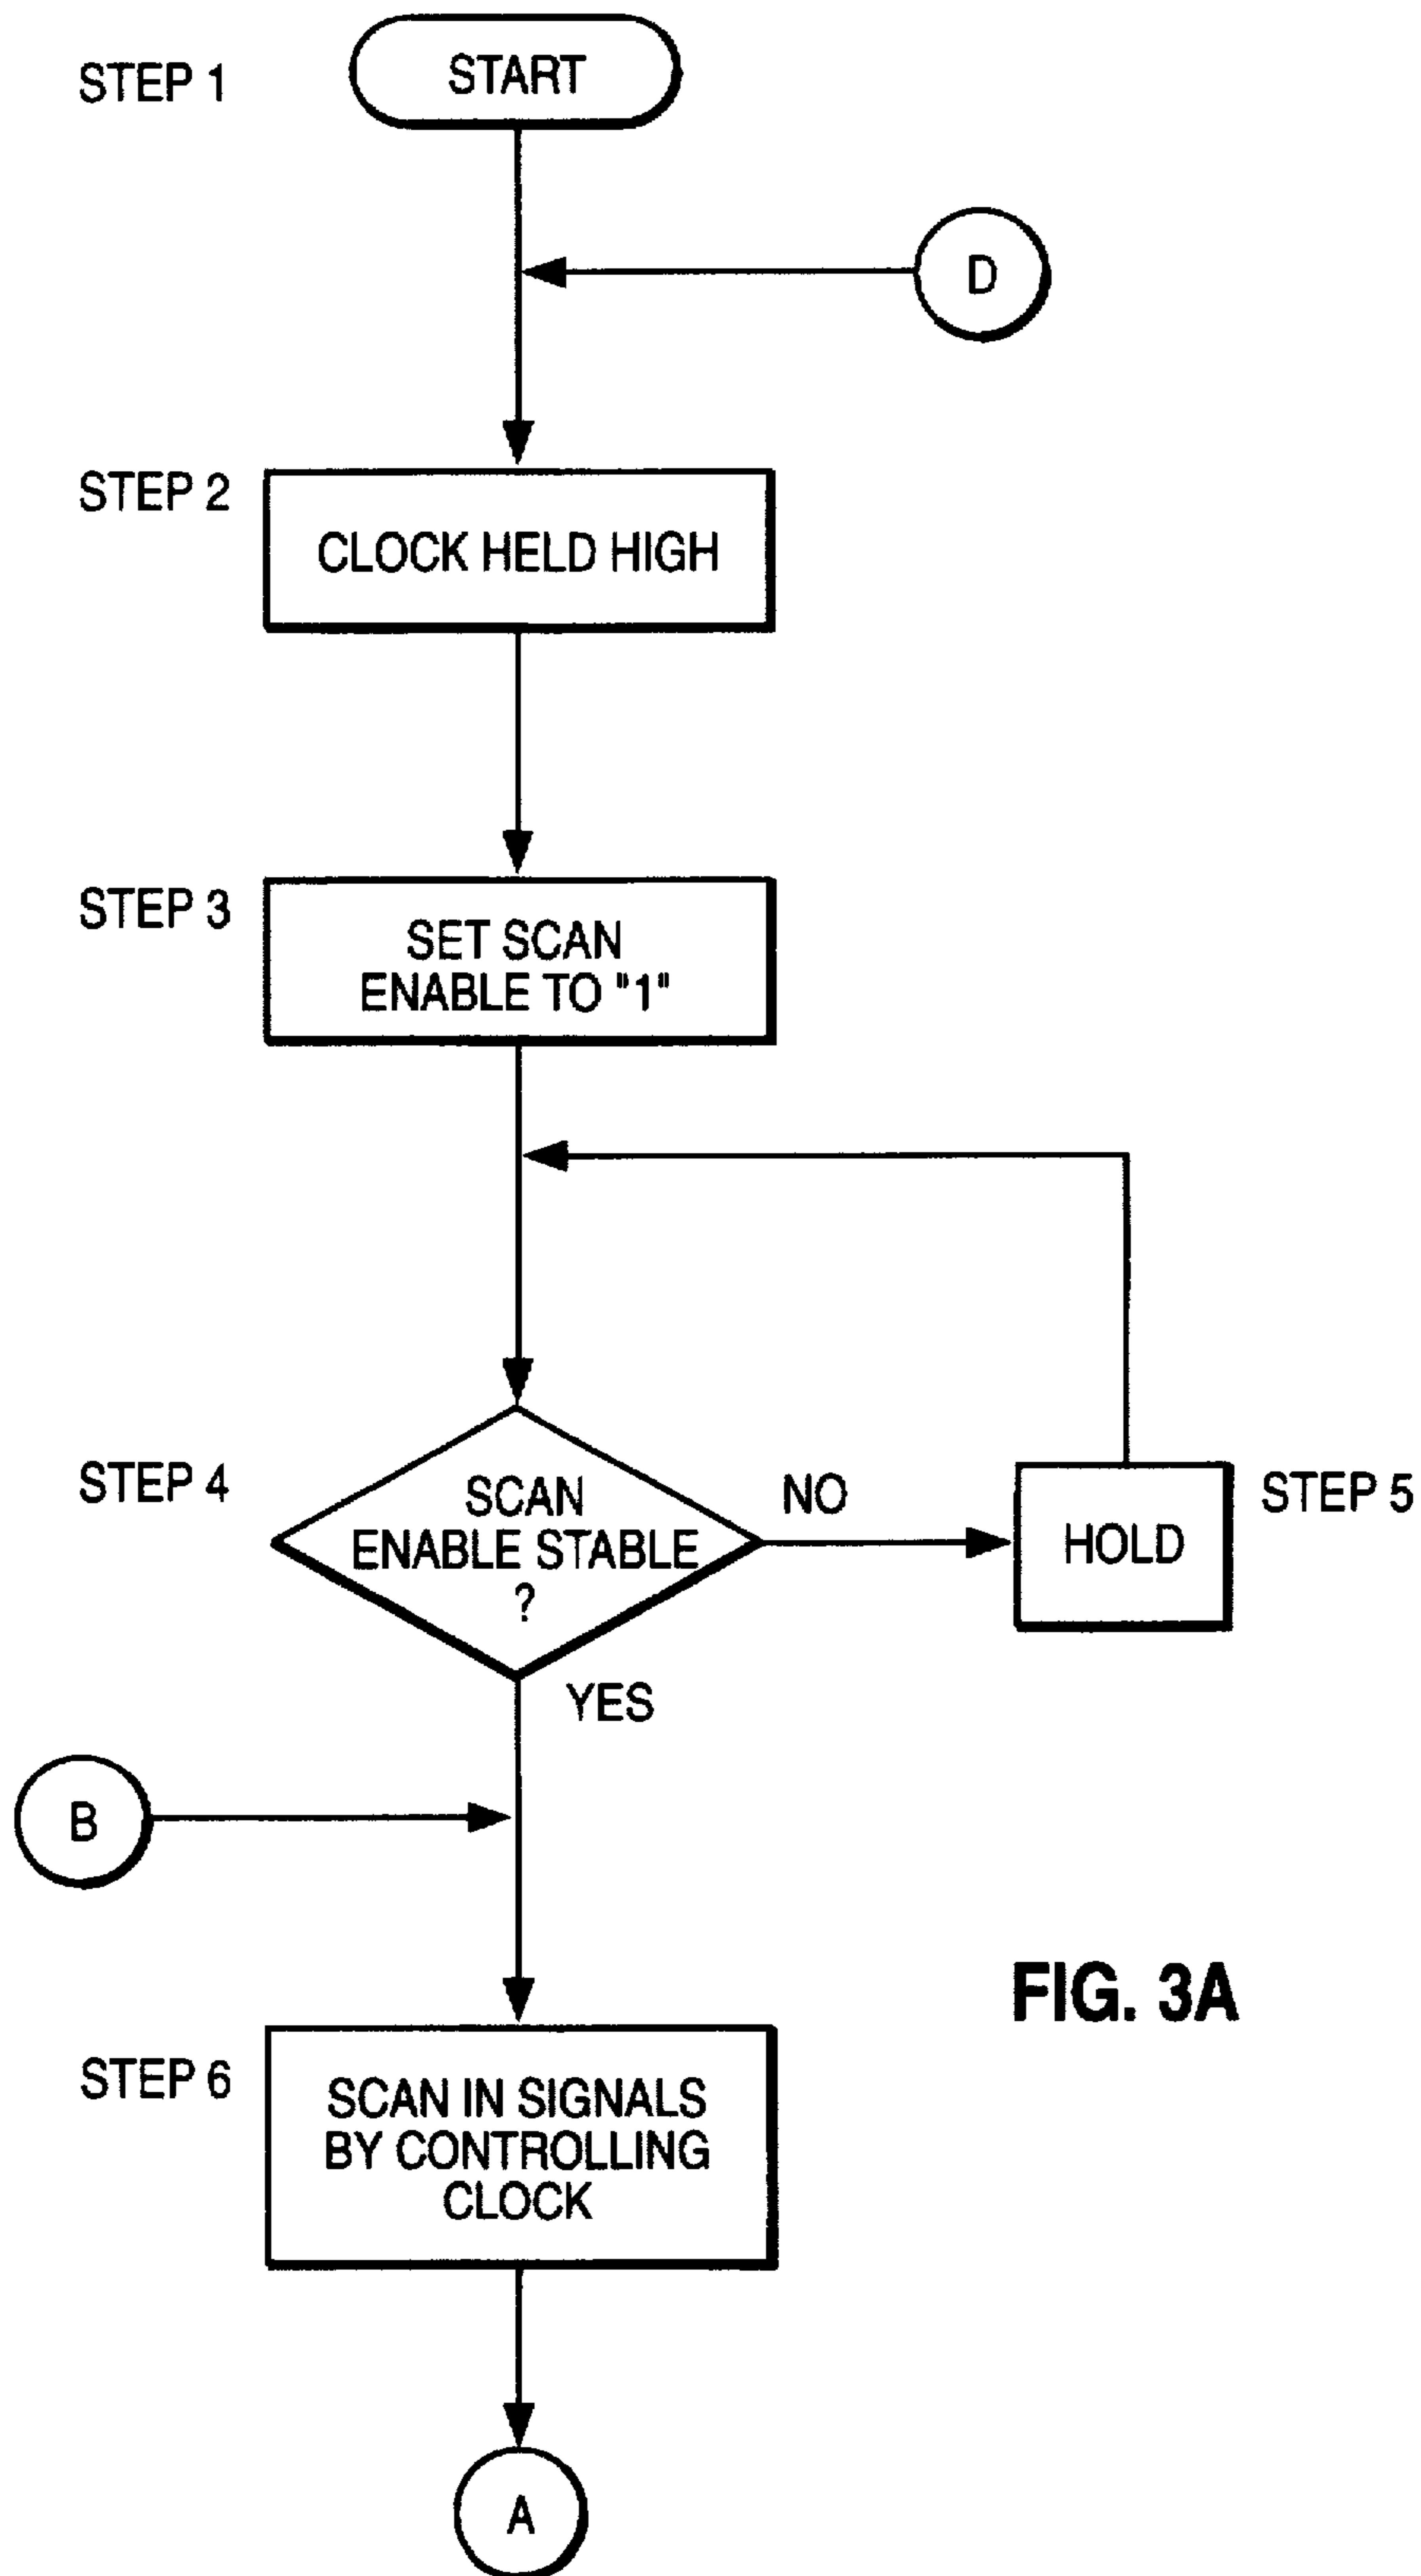 STEP 1
START
D
STEP 2
CLOCK HELD HIGH
STEP 3
SET SCAN
ENABLE TO "1"
STEP 4
SCAN
ENABLE STABLE
?
NO
HOLD
STEP 5
YES
B
FIG. 3A
STEP 6
SCAN IN SIGNALS
BY CONTROLLING
CLOCK
A